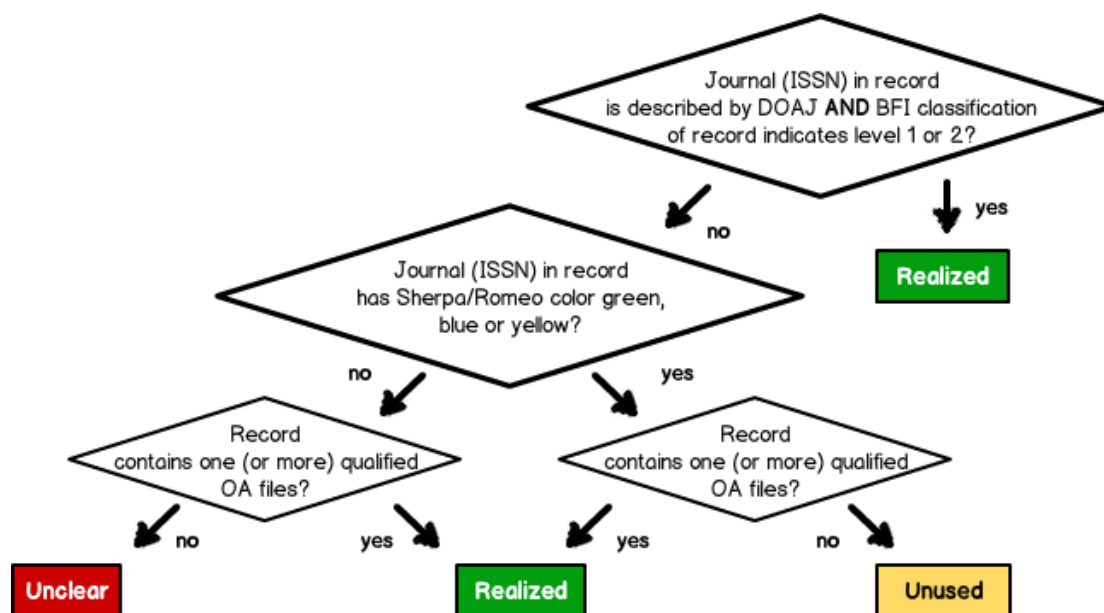 Journal (ISSN) in record
is described by DOAJ AND BFI classification
of record indicates level 1 or 2?
yes
no
Realized
Journal (ISSN) in record
has Sherpa/Romeo color green,
blue or yellow?
no
yes
Record
contains one (or more) qualified
OA files?
Record
contains one (or more) qualified
OA files?
no
yes
yes
no
Unclear
Realized
Unused